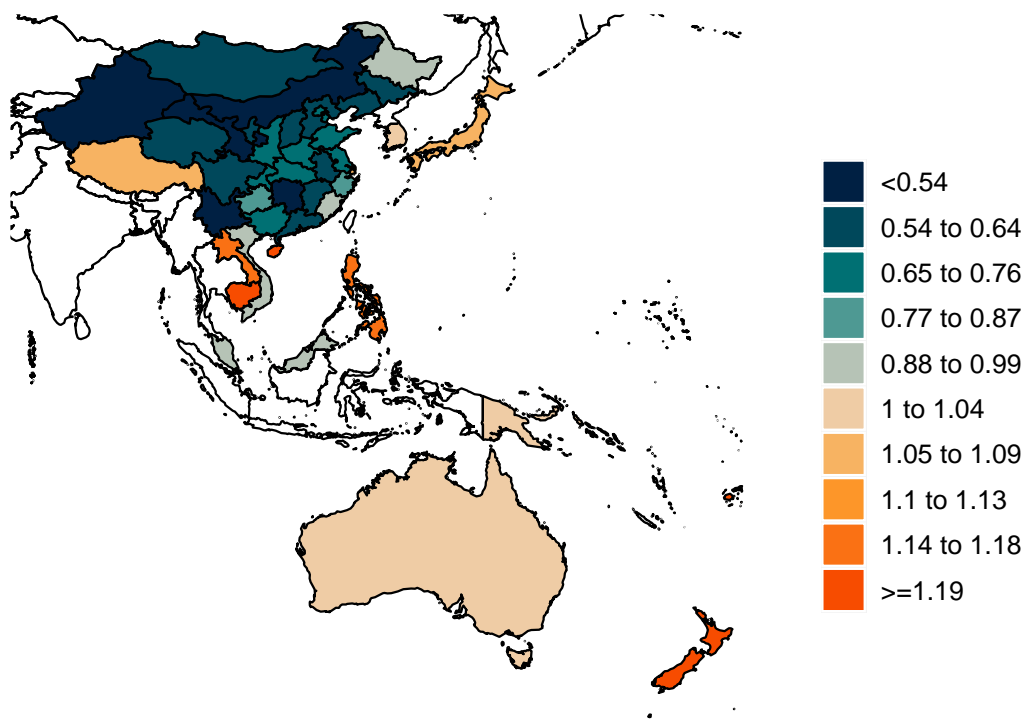 <0.54
0.54 to 0.64
0.65 to 0.76
0.77 to 0.87
0.88 to 0.99
1 to 1.04
1.05 to 1.09
1.1 to 1.13
1.14 to 1.18
>=1.19